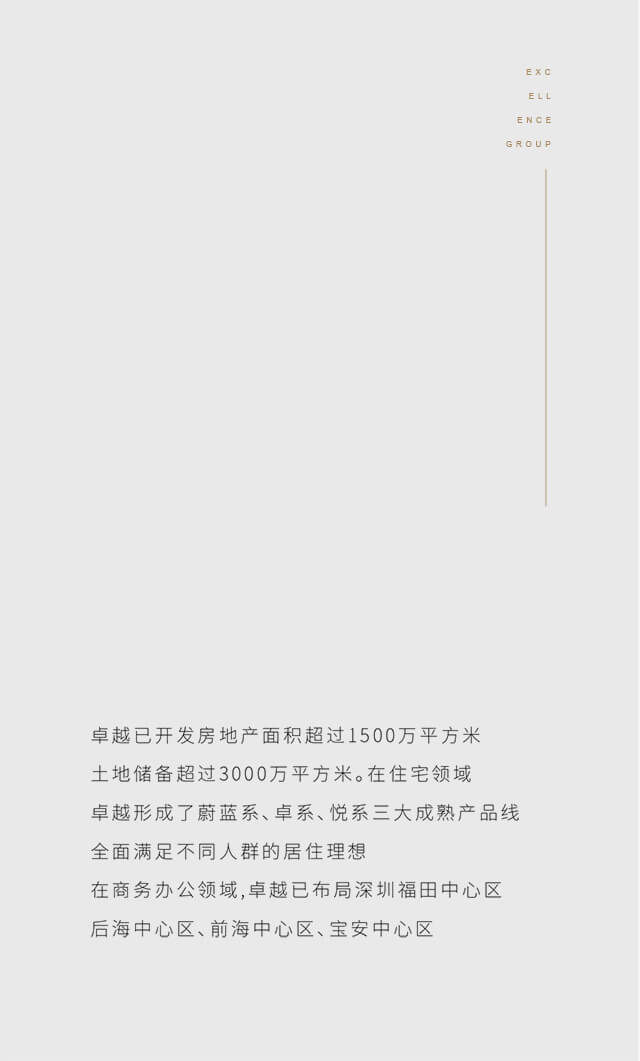 EXC
ELL
ENCE
GROUP
卓越已开发房地产面积超过1500万平方米
土地储备超过3000万平方米。在住宅领域
卓越形成了蔚蓝系、卓系、悦系三大成熟产品线
全面满足不同人群的居住理想
在商务办公领域,卓越已布局深圳福田中心区
后海中心区、前海中心区、宝安中心区